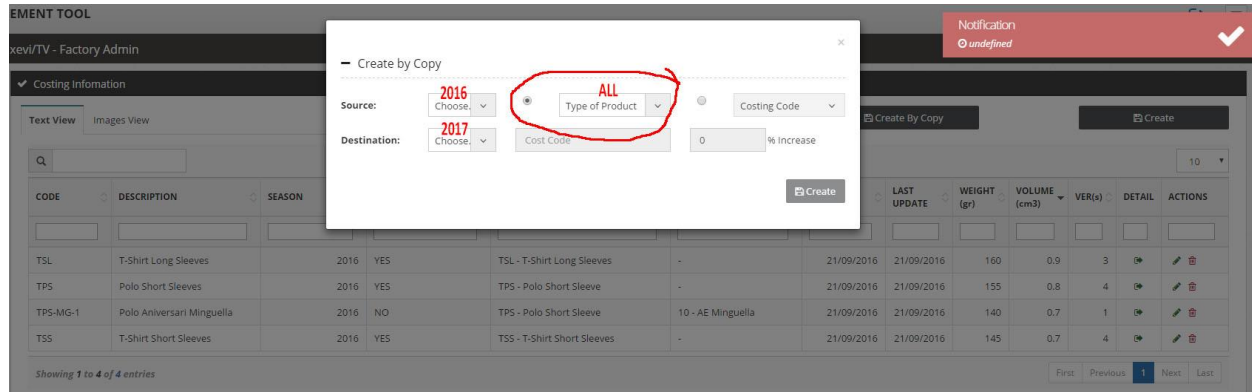 EMENT TOOL
Notification
undefined
xevi/TV - Factory Admin
×
Create by Copy
Costing Infomation
2016
ALL
Source:
Choose.
Type of Product
Costing Code
Text View
Images View
Create By Copy
Create
2017
Destination:
Choose.
Cost Code
0
% Increase
10
Create
CODE DESCRIPTION SEASON LAST UPDATE WEIGHT (gr) VOLUME (cm3) VER(s) DETAIL ACTIONS
TSL T-Shirt Long Sleeves 2016 YES TSL - T-Shirt Long Sleeves - 21/09/2016 21/09/2016 160 0.9 3
TPS Polo Short Sleeves 2016 YES TPS - Polo Short Sleeve - 21/09/2016 21/09/2016 155 0.8 4
TPS-MG-1 Polo Aniversari Minguella 2016 NO TPS - Polo Short Sleeve 10 - AE Minguella 21/09/2016 21/09/2016 140 0.7 1
TSS T-Shirt Short Sleeves 2016 YES TSS - T-Shirt Short Sleeves - 21/09/2016 21/09/2016 145 0.7 4
Showing 1 to 4 of 4 entries
First Previous 1 Next Last